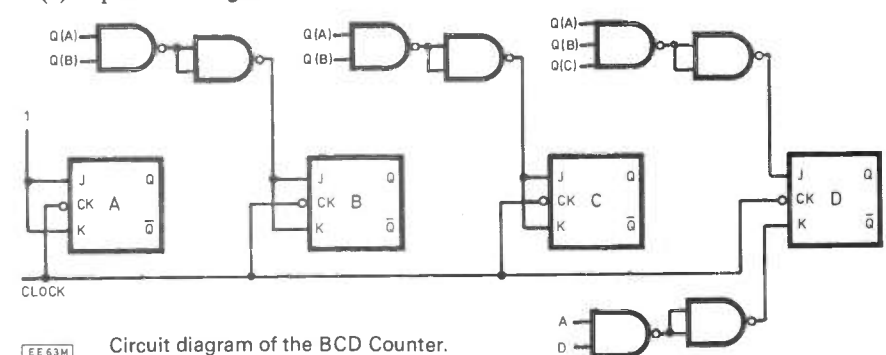 Q(A)
Q(B)
Q(A)
Q(B)
Q(A)
Q(B)
Q(C)
1
J Q
CK A
K Q̅
J Q
CK B
K Q̅
J Q
CK C
K Q̅
J Q
CK D
K Q̅
CLOCK
A
D
EE63M
Circuit diagram of the BCD Counter.